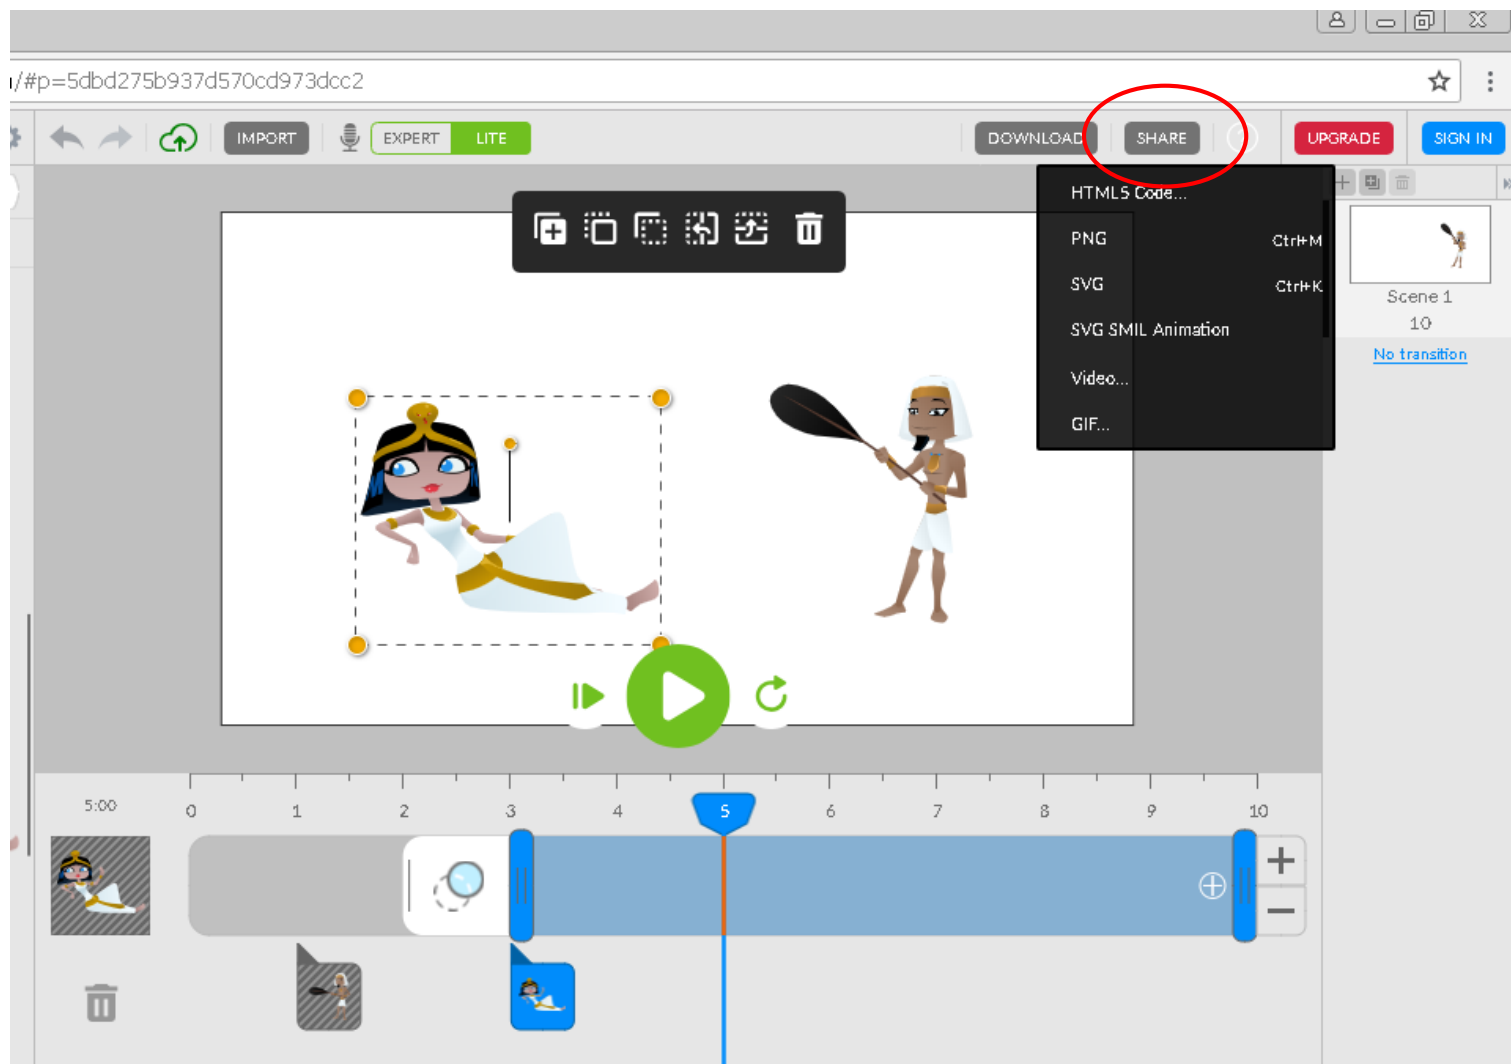 /#p=5dbd275b937d570cd973dcc2
IMPORT
EXPERT
LITE
DOWNLOAD
SHARE
UPGRADE
SIGN IN
HTML5 Code...
PNG Ctrl+M
SVG Ctrl+K
SVG SMIL Animation
Video...
GIF...
Scene 1
10
No transition
5:00
0 1 2 3 4 5 6 7 8 9 10